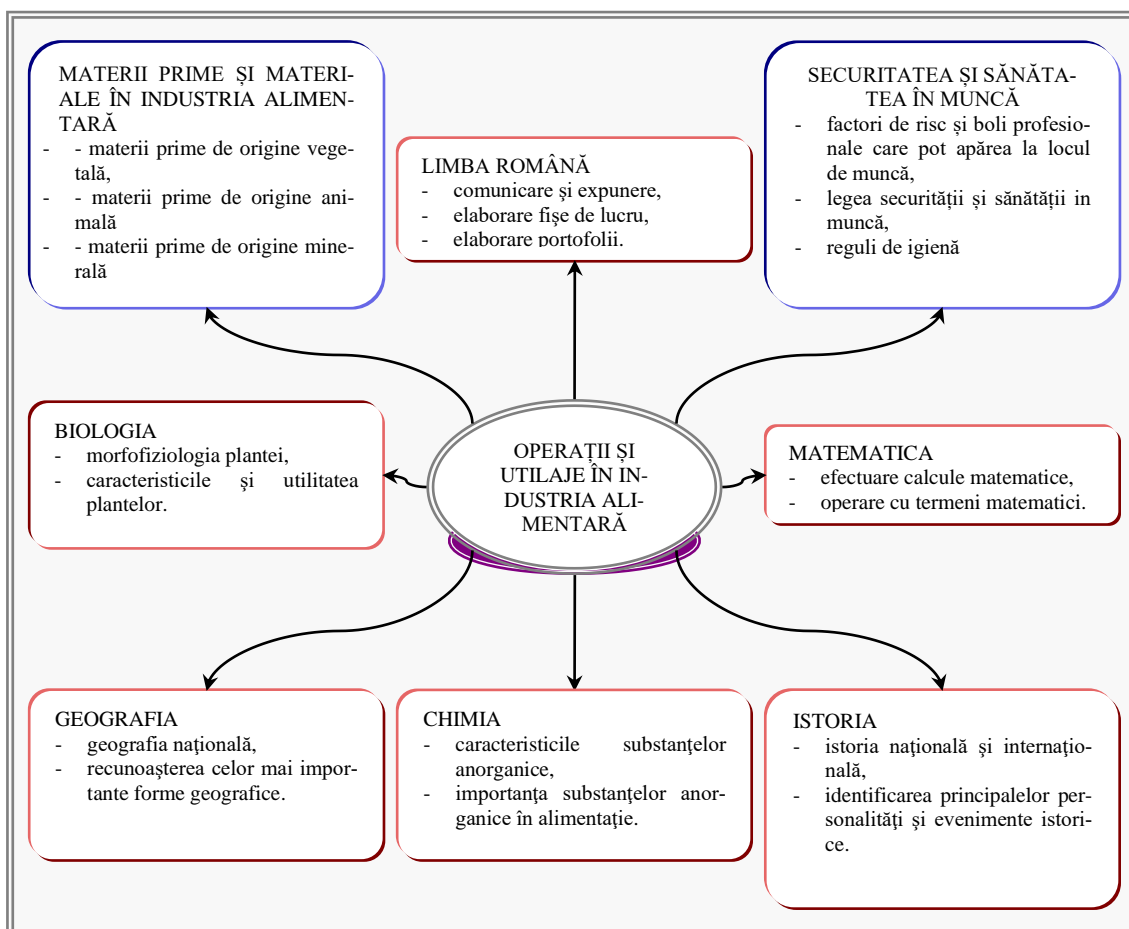 MATERII PRIME ȘI MATERI-
ALE ÎN INDUSTRIA ALIMEN-
TARĂ
- - materii prime de origine vege-
tală,
- - materii prime de origine ani-
mală
- - materii prime de origine mine-
rală
LIMBA ROMÂNĂ
- comunicare şi expunere,
- elaborare fişe de lucru,
- elaborare portofolii.
SECURITATEA ȘI SĂNĂTA-
TEA ÎN MUNCĂ
- factori de risc și boli profesio-
nale care pot apărea la locul
de muncă,
- legea securității și sănătății in
muncă,
- reguli de igienă
BIOLOGIA
- morfofiziologia plantei,
- caracteristicile şi utilitatea
plantelor.
OPERAȚII ȘI
UTILAJE ÎN IN-
DUSTRIA ALI-
MENTARĂ
MATEMATICA
- efectuare calcule matematice,
- operare cu termeni matematici.
GEOGRAFIA
- geografia naţională,
- recunoaşterea celor mai impor-
tante forme geografice.
CHIMIA
- caracteristicile substanţelor
anorganice,
- importanţa substanţelor anor-
ganice în alimentaţie.
ISTORIA
- istoria naţională şi internaţio-
nală,
- identificarea principalelor per-
sonalităţi şi evenimente istori-
ce.